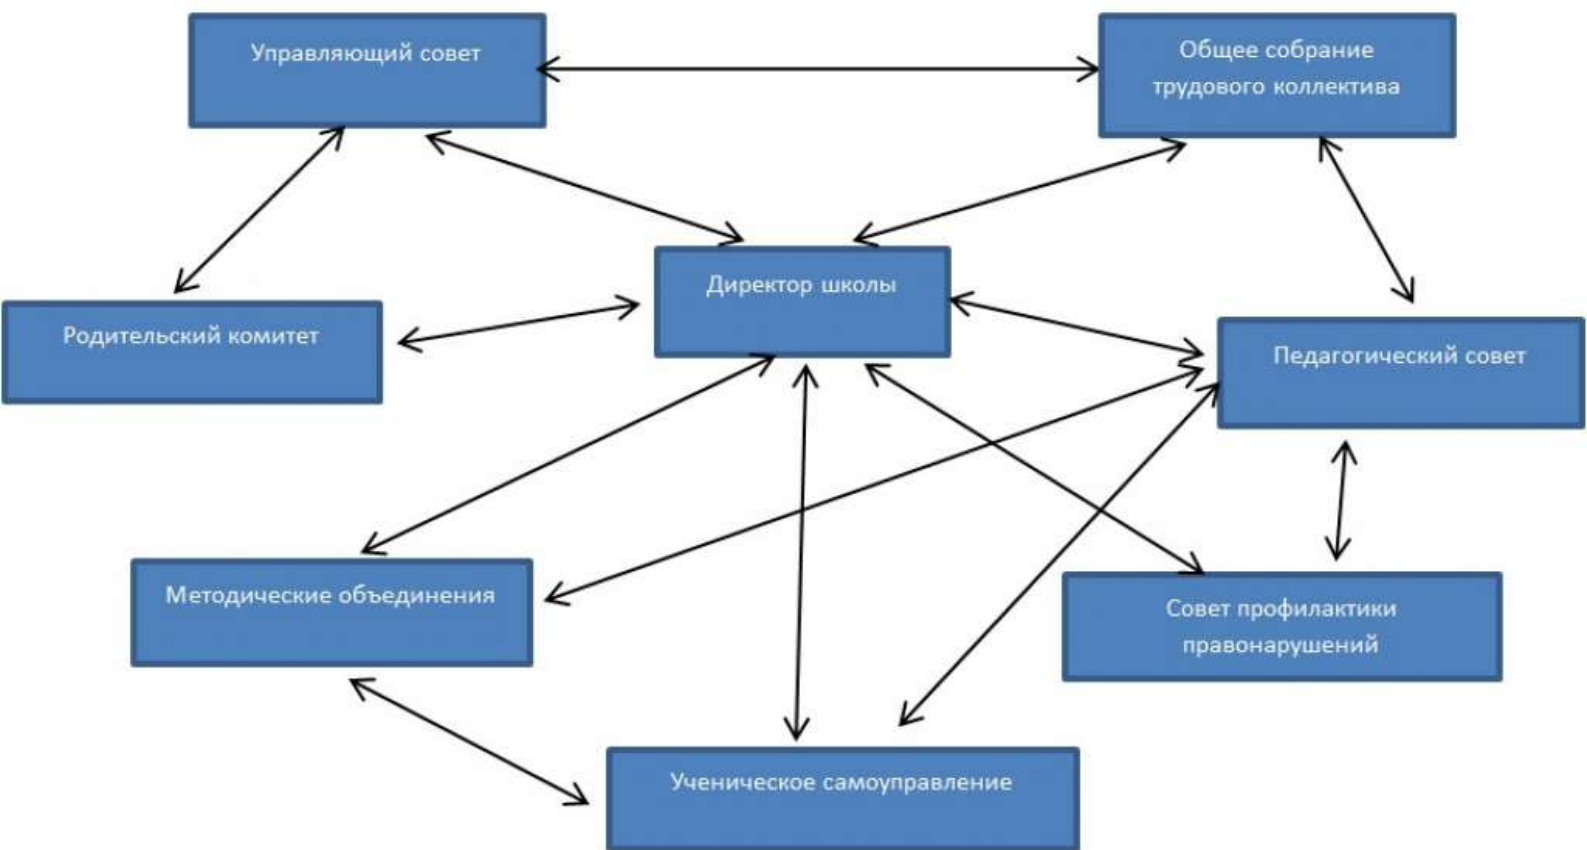 Управляющий совет
Общее собрание
трудового коллектива
Директор школы
Родительский комитет
Педагогический совет
Методические объединения
Совет профилактики
правонарушений
Ученическое самоуправление